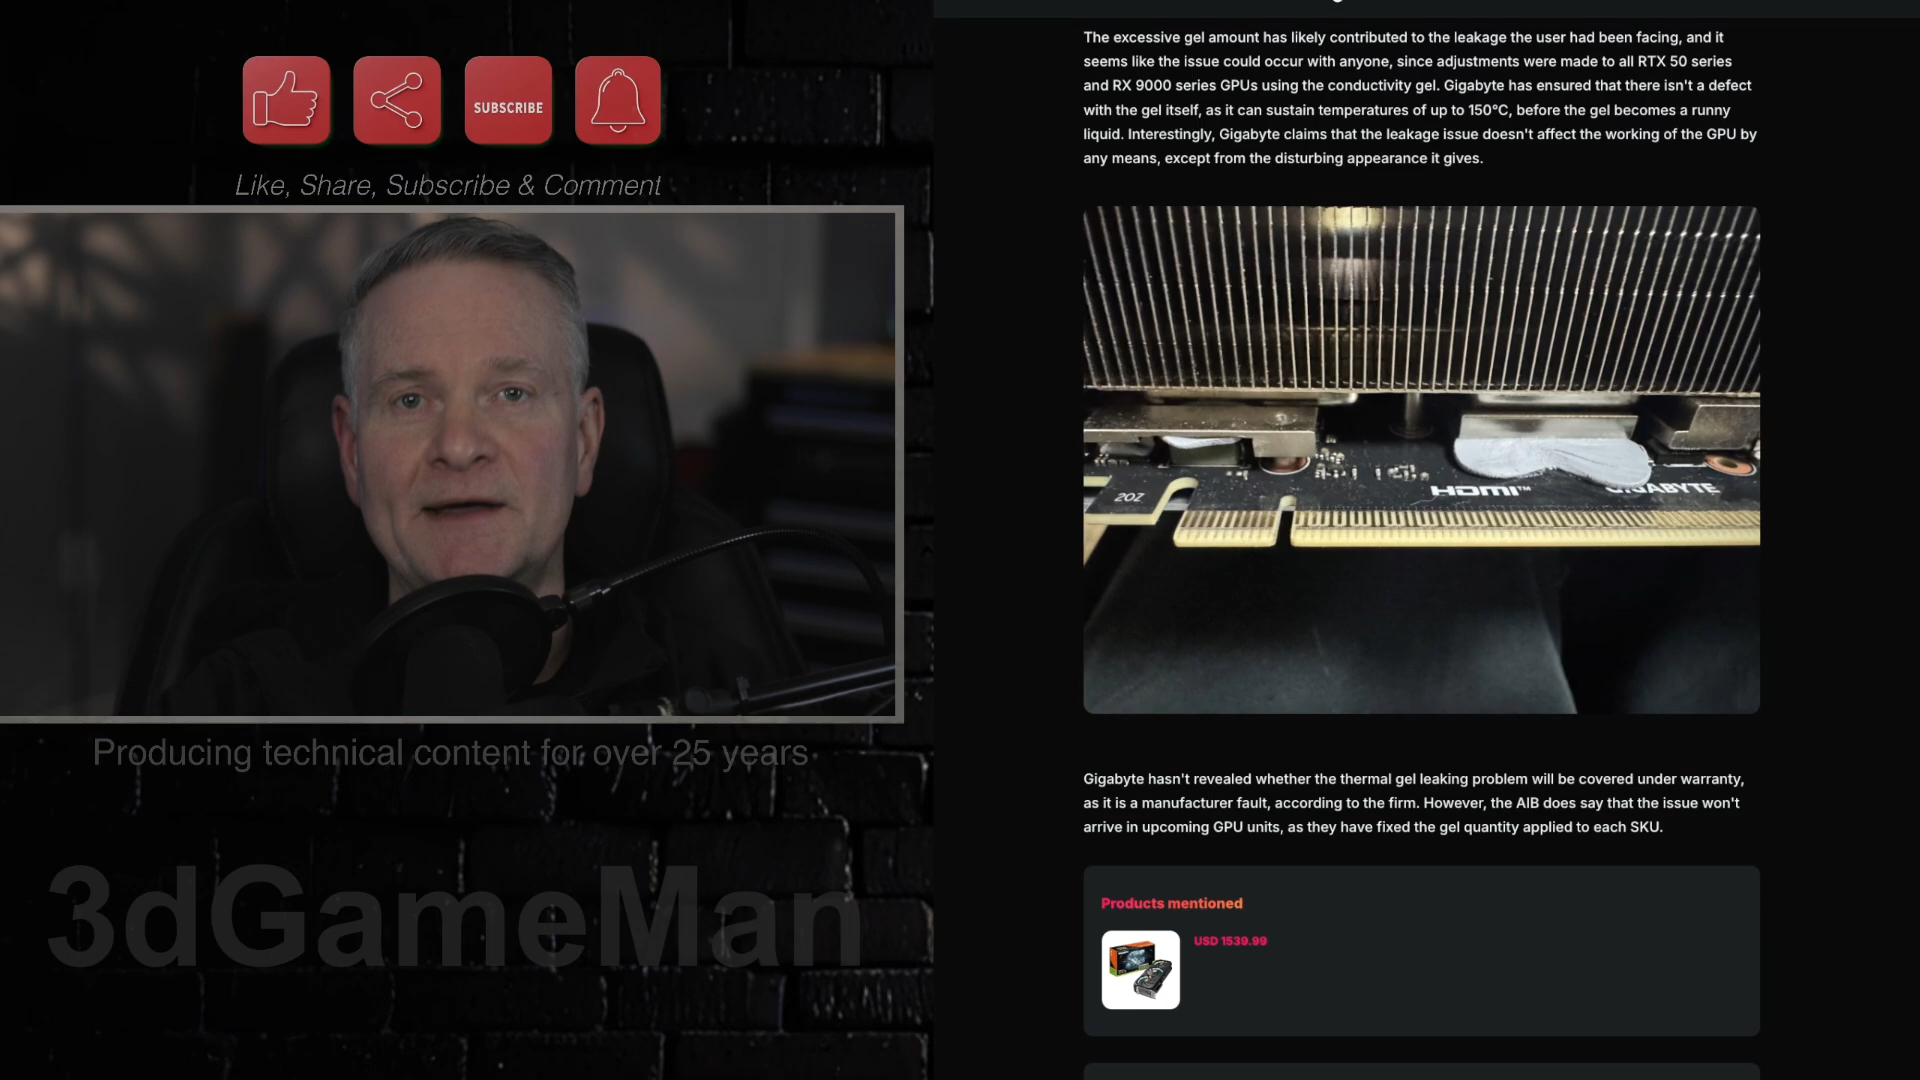 SUBSCRIBE
Like, Share, Subscribe & Comment
Producing technical content for over 25 years
3dGameMan
The excessive gel amount has likely contributed to the leakage the user had been facing, and it
seems like the issue could occur with anyone, since adjustments were made to all RTX 50 series
and RX 9000 series GPUs using the conductivity gel. Gigabyte has ensured that there isn't a defect
with the gel itself, as it can sustain temperatures of up to 150°C, before the gel becomes a runny
liquid. Interestingly, Gigabyte claims that the leakage issue doesn't affect the working of the GPU by
any means, except from the disturbing appearance it gives.
2OZ
HDMI™
GIGABYTE
Gigabyte hasn't revealed whether the thermal gel leaking problem will be covered under warranty,
as it is a manufacturer fault, according to the firm. However, the AIB does say that the issue won't
arrive in upcoming GPU units, as they have fixed the gel quantity applied to each SKU.
Products mentioned
USD 1539.99